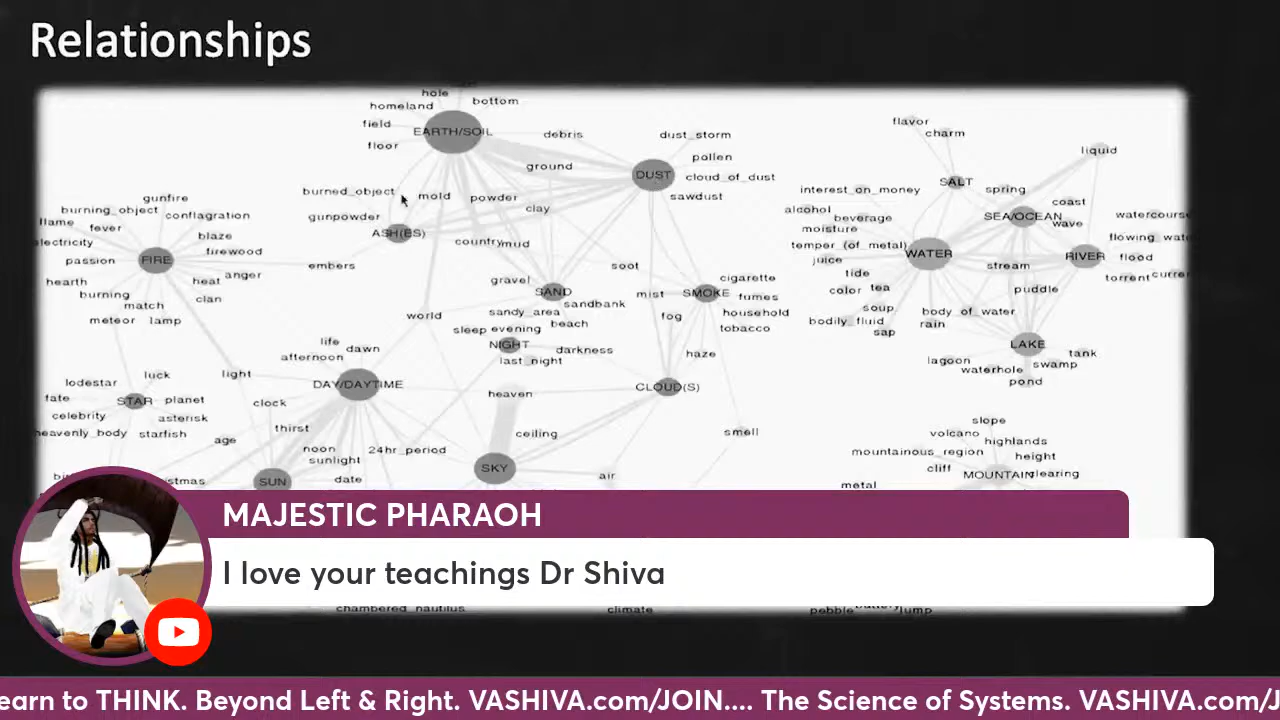 Relationships
hole
homeland
bottom
EARTH/SOIL
field
floor
debris
ground
dust_storm
pollen
DUST
cloud_of_dust
sawdust
flavor
charm
liquid
SALT
interest_on_money
spring
burned_object
mold
powder
clay
gunpowder
ASH(ES)
country
mud
gunfire
burning_object
conflagration
flame
fever
blaze
electricity
firewood
passion
FIRE
anger
hearth
heat
burning
clan
match
meteor
lamp
embers
alcohol
beverage
moisture
SEA/OCEAN
coast
wave
watercourse
temper_(of_metal)
WATER
RIVER
flowing_wat
juice
stream
flood
torrent
curren
tide
color
tea
puddle
soup
body_of_water
bodily_fluid
rain
sap
LAKE
lagoon
tank
waterhole
swamp
pond
soot
gravel
SAND
sandbank
mist
SMOKE
cigarette
fumes
household
tobacco
fog
haze
sandy_area
beach
world
sleep
evening
NIGHT
darkness
last_night
life
dawn
afternoon
light
DAY/DAYTIME
clock
heaven
CLOUD(S)
thirst
ceiling
smell
lodestar
luck
fate
STAR
planet
celebrity
asterisk
heavenly_body
starfish
age
noon
24hr_period
sunlight
date
SUN
SKY
air
slope
volcano
highlands
mountainous_region
height
cliff
MOUNTAIN
clearing
metal
stmas
MAJESTIC PHARAOH
I love your teachings Dr Shiva
chambered_nautilus
climate
pebble
lump
earn to THINK. Beyond Left & Right. VASHIVA.com/JOIN.... The Science of Systems. VASHIVA.com/J